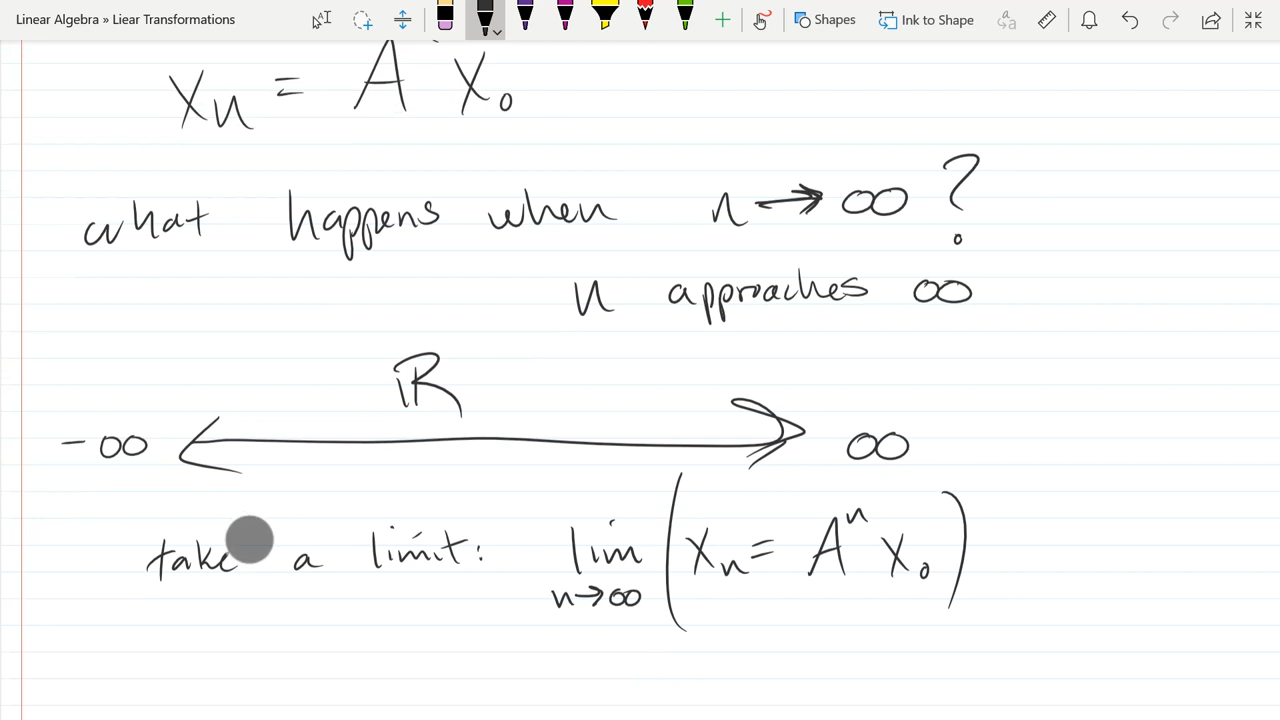 Linear Algebra » Liear Transformations
Shapes
Ink to Shape
Xn = A X0
what happens when n → ∞ ?
n approaches ∞
ℝ
-∞ ∞
take a limit: lim n→∞ (Xn = Aⁿ X0)